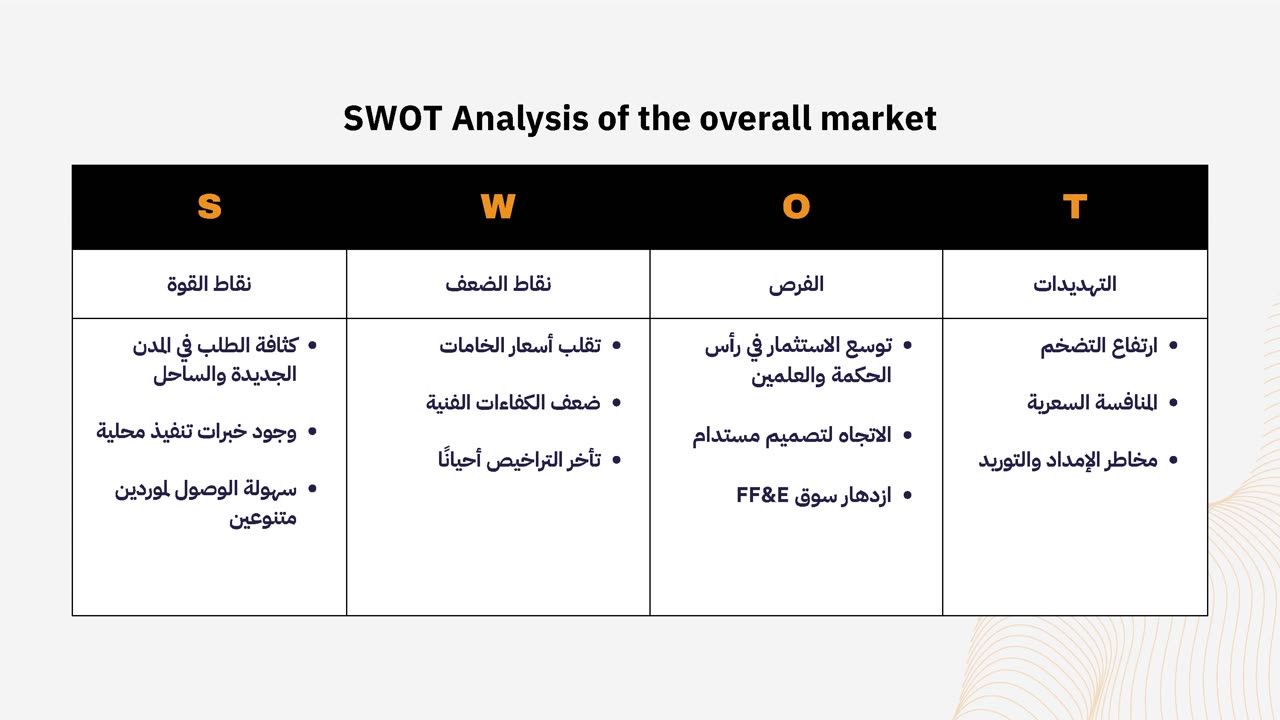 SWOT Analysis of the overall market
S
W
O
T
نقاط القوة
نقاط الضعف
الفرص
التهديدات
• كثافة الطلب في المدن
الجديدة والساحل
• وجود خبرات تنفيذ محلية
• سهولة الوصول لموردين
متنوعين
• تقلب أسعار الخامات
• ضعف الكفاءات الفنية
• تأخر التراخيص أحيانًا
• توسع الاستثمار في رأس
الحكمة والعلمين
• الاتجاه لتصميم مستدام
• ازدهار سوق FF&E
• ارتفاع التضخم
• المنافسة السعرية
• مخاطر الإمداد والتوريد